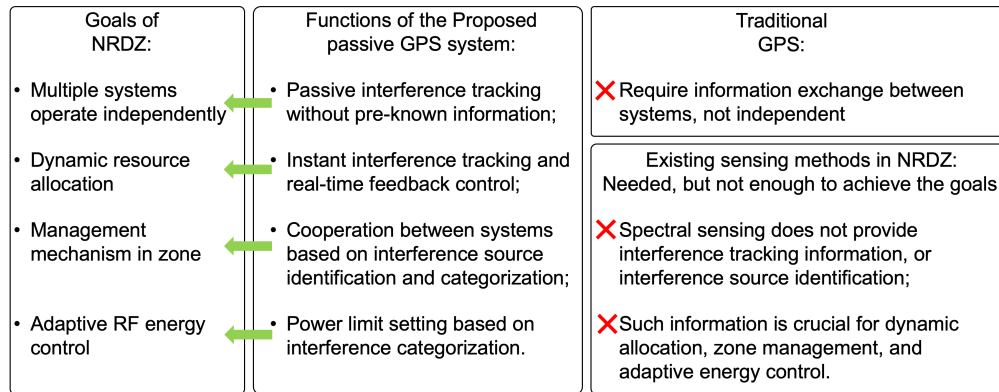 Goals of
NRDZ:
• Multiple systems
operate independently
• Dynamic resource
allocation
• Management
mechanism in zone
• Adaptive RF energy
control
Functions of the Proposed
passive GPS system:
• Passive interference tracking
without pre-known information;
• Instant interference tracking and
real-time feedback control;
• Cooperation between systems
based on interference source
identification and categorization;
• Power limit setting based on
interference categorization.
Traditional
GPS:
Require information exchange between
systems, not independent
Existing sensing methods in NRDZ:
Needed, but not enough to achieve the goals
Spectral sensing does not provide
interference tracking information, or
interference source identification;
Such information is crucial for dynamic
allocation, zone management, and
adaptive energy control.